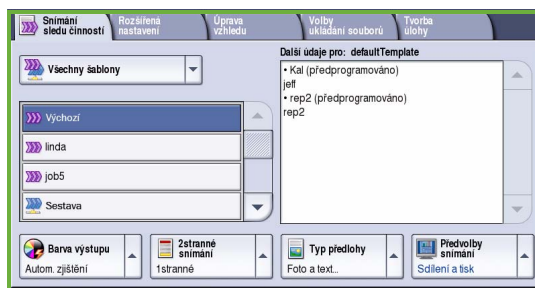 Snímání
sledu činností
Rozšířená
nastavení
Úprava
vzhledu
Volby
ukládání souborů
Tvorba
úlohy
Všechny šablony
Další údaje pro: defaultTemplate
• Kal (předprogramováno)
jeff
• rep2 (předprogramováno)
rep2
Výchozí
linda
job5
Sestava
Barva výstupu
Autom. zjištění
2stranné
snímání
1stranné
Typ předlohy
Foto a text...
Předvolby
snímání
Sdílení a tisk